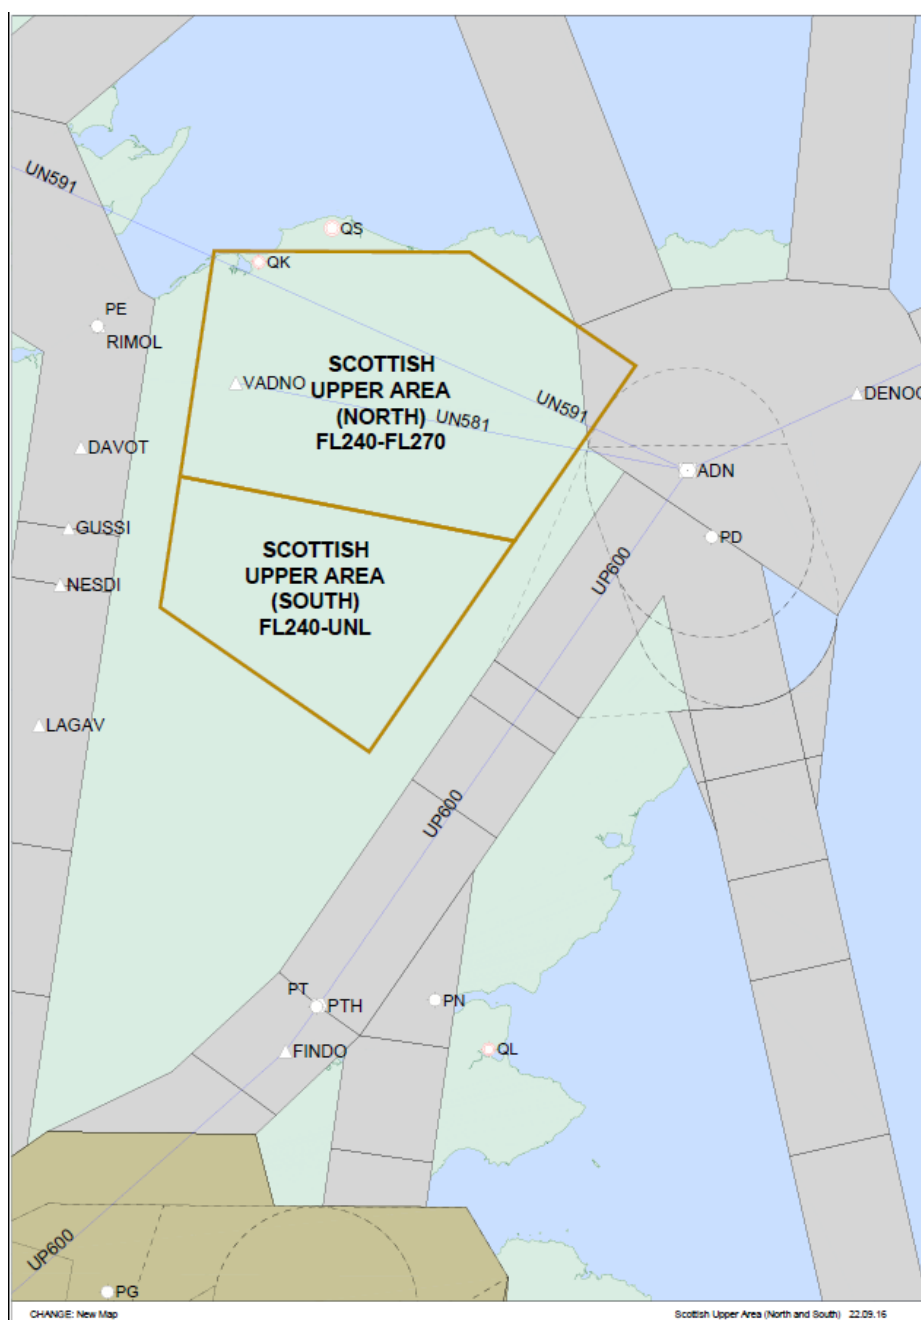 UN591
QS
QK
PE
RIMOL
SCOTTISH
UPPER AREA
(NORTH)
FL240-FL270
VADNO
UN591
UN581
DENOC
DAVOT
ADN
GUSSI
PD
SCOTTISH
UPPER AREA
(SOUTH)
FL240-UNL
UP600
NESDI
LAGAV
UP600
PT
PTH
PN
FINDO
QL
UP600
PG
CHANGE: New Map
Scottish Upper Area (North and South) 22.09.16